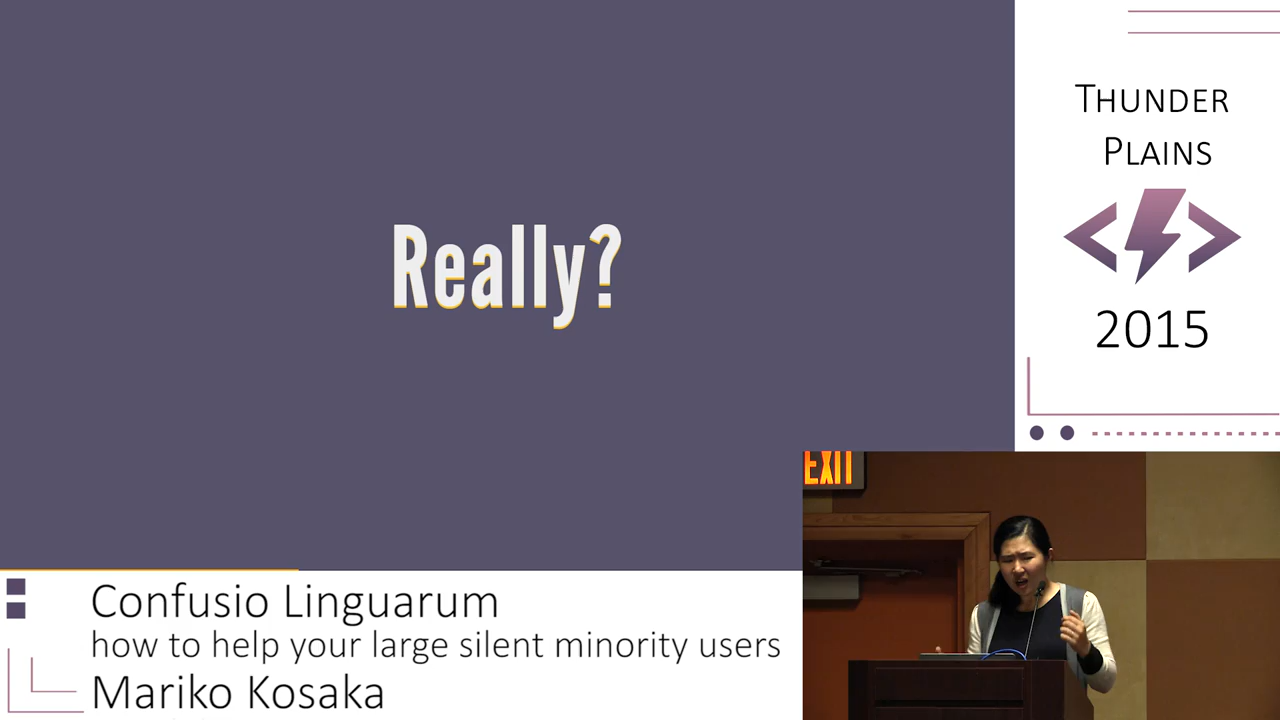 Really?
THUNDER
PLAINS
2015
EXIT
Confusio Linguarum
how to help your large silent minority users
Mariko Kosaka